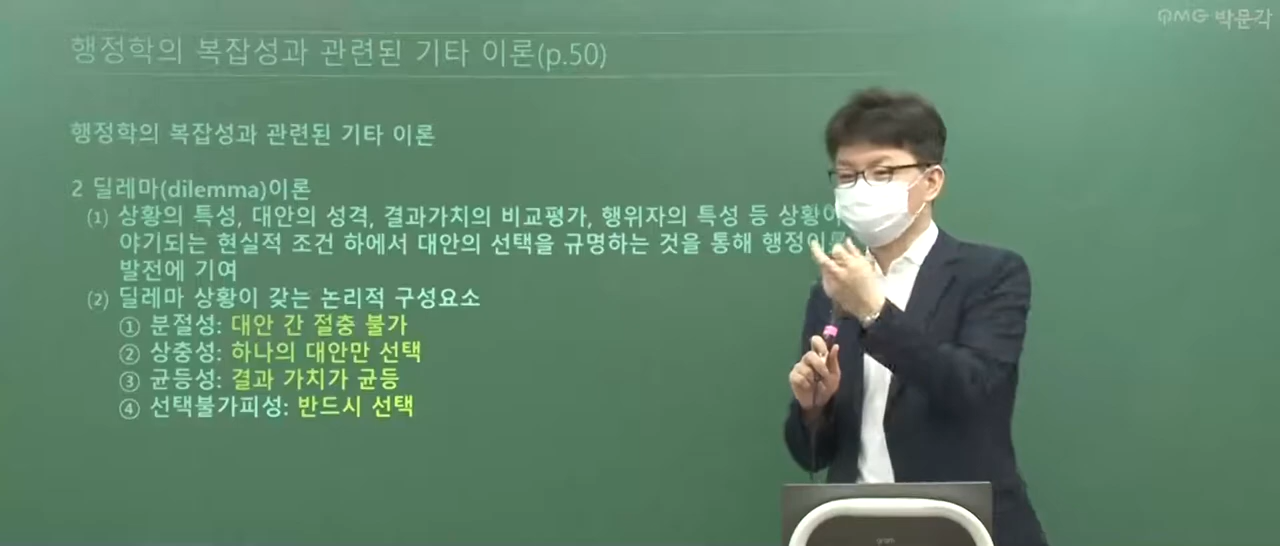 PMG 박문각
행정학의 복잡성과 관련된 기타 이론(p.50)
행정학의 복잡성과 관련된 기타 이론
2 딜레마(dilemma)이론
(1) 상황의 특성, 대안의 성격, 결과가치의 비교평가, 행위자의 특성 등 상황이
야기되는 현실적 조건 하에서 대안의 선택을 규명하는 것을 통해
발전에 기여
(2) 딜레마 상황이 갖는 논리적 구성요소
① 분절성: 대안 간 절충 불가
② 상충성: 하나의 대안만 선택
③ 균등성: 결과 가치가 균등
④ 선택불가피성: 반드시 선택
gram